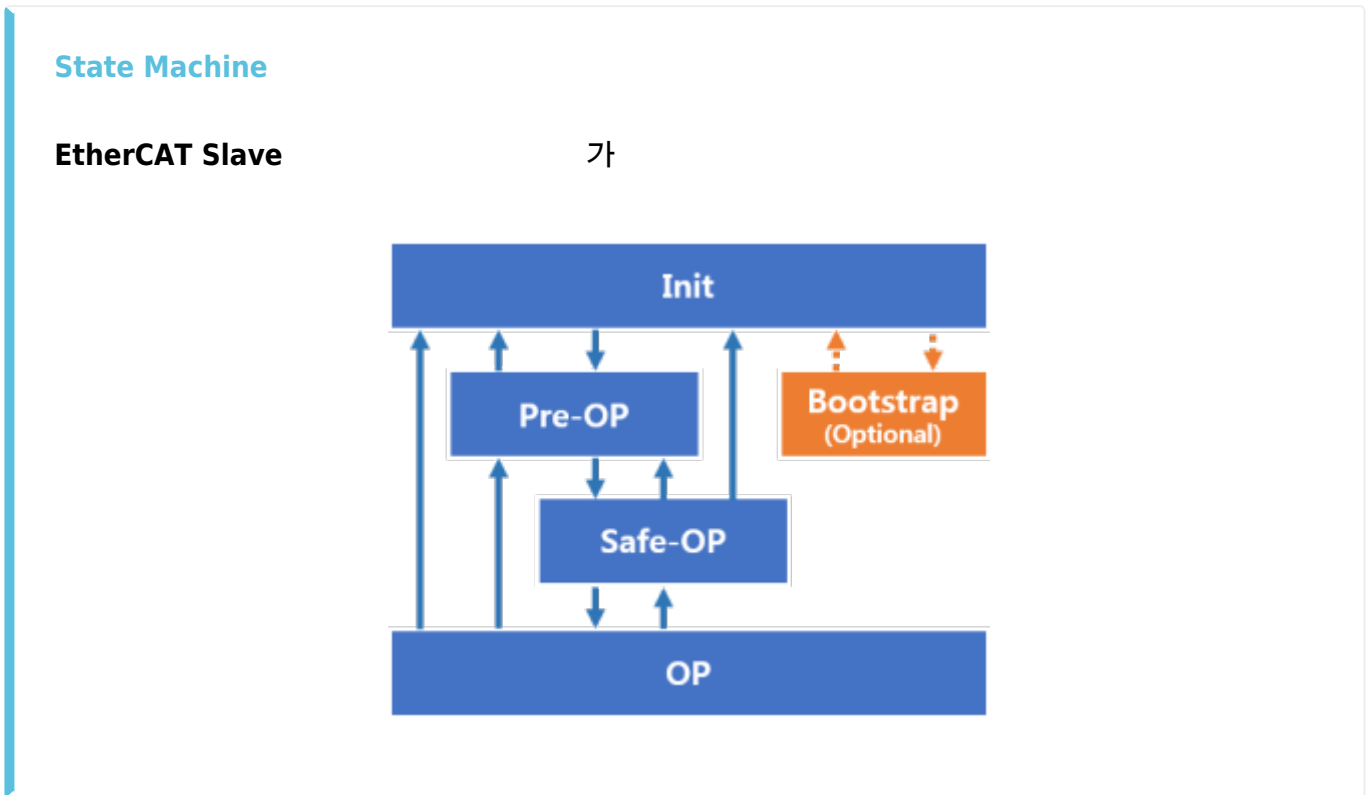 State Machine
EtherCAT Slave 가
Init
Pre-OP
Bootstrap
(Optional)
Safe-OP
OP